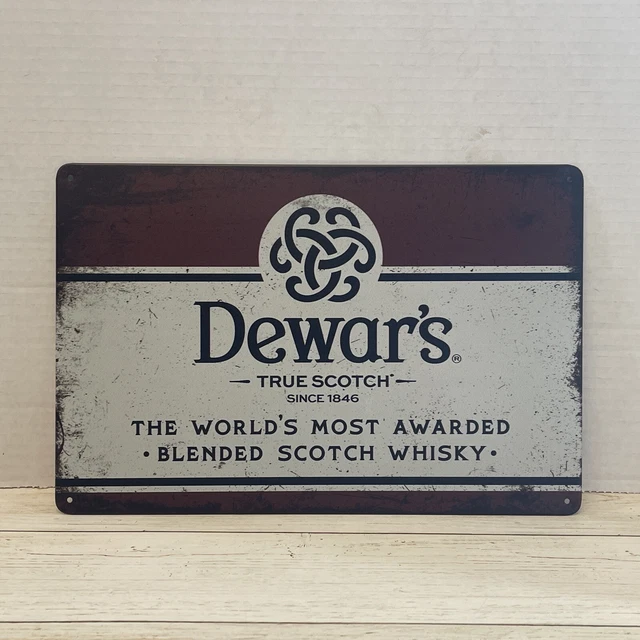 Dewar's®
TRUE SCOTCH
SINCE 1846
THE WORLD'S MOST AWARDED
• BLENDED SCOTCH WHISKY •